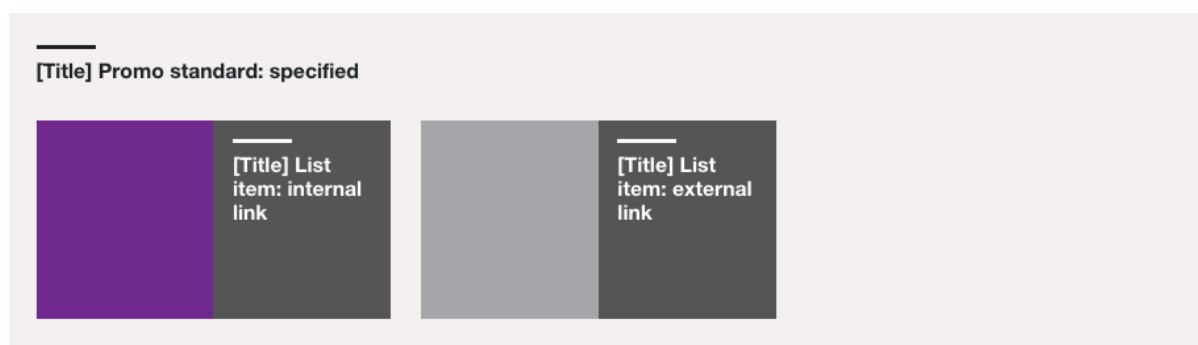 [Title] Promo standard: specified
[Title] List
item: internal
link
[Title] List
item: external
link